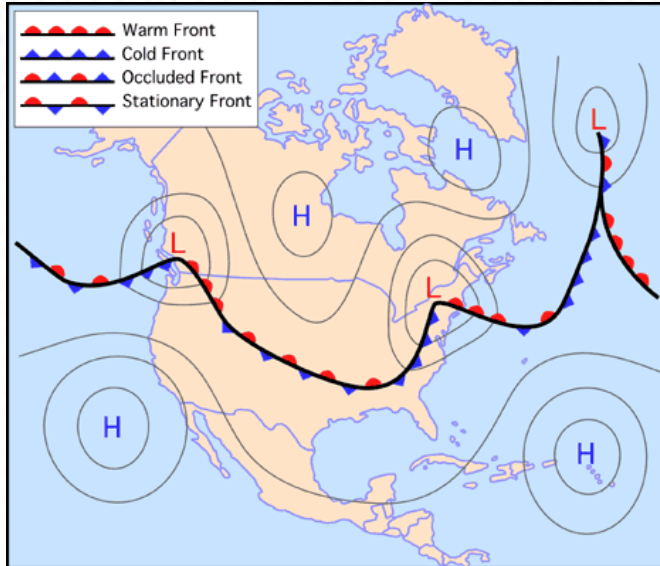 Warm Front
Cold Front
Occluded Front
Stationary Front
L
H
H
L
L
H
H